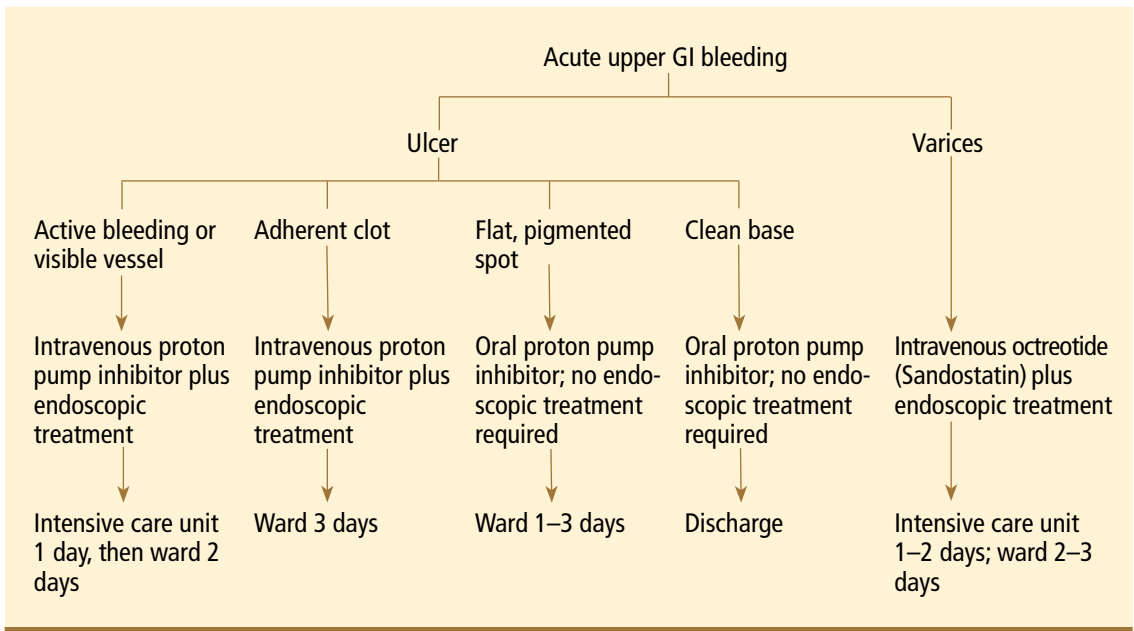 Acute upper GI bleeding
Ulcer
Varices
Active bleeding or
visible vessel
Adherent clot
Flat, pigmented
spot
Clean base
Intravenous proton
pump inhibitor plus
endoscopic
treatment
Intravenous proton
pump inhibitor plus
endoscopic
treatment
Oral proton pump
inhibitor; no endo-
scopic treatment
required
Oral proton pump
inhibitor; no endo-
scopic treatment
required
Intravenous octreotide
(Sandostatin) plus
endoscopic treatment
Intensive care unit
1 day, then ward 2
days
Ward 3 days
Ward 1–3 days
Discharge
Intensive care unit
1–2 days; ward 2–3
days